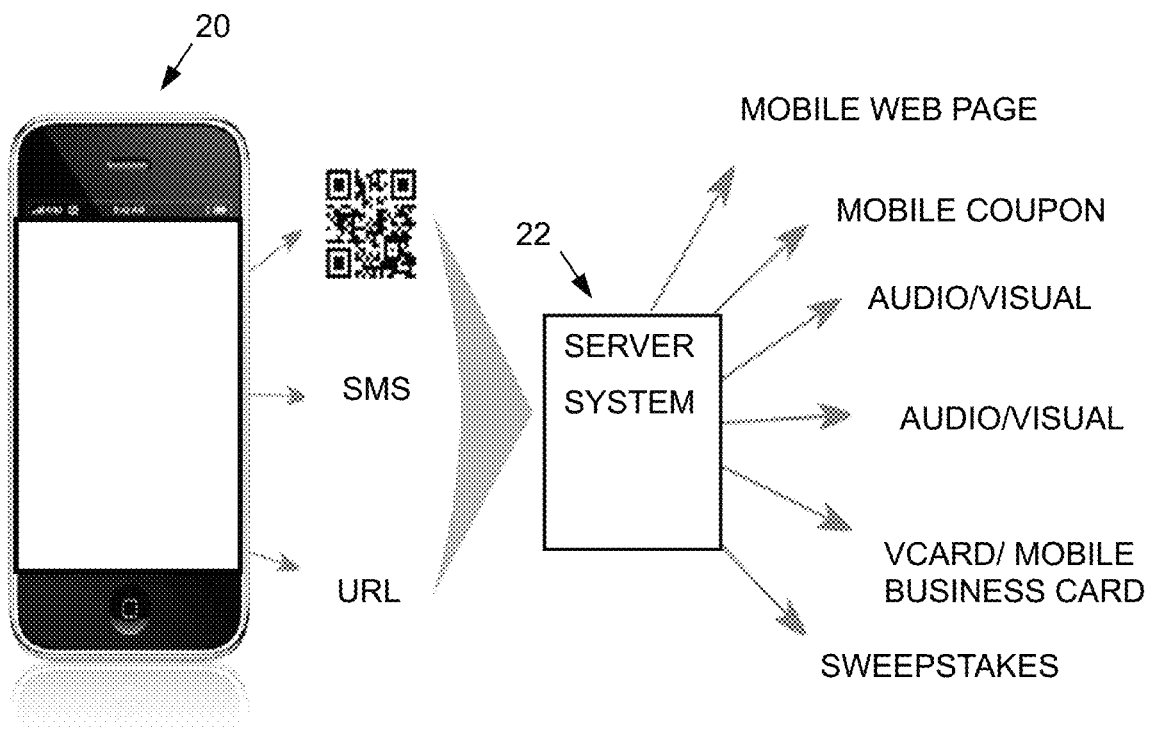 20
MOBILE WEB PAGE
MOBILE COUPON
22
AUDIO/VISUAL
SERVER
SYSTEM
SMS
AUDIO/VISUAL
VCARD/ MOBILE
BUSINESS CARD
URL
SWEEPSTAKES